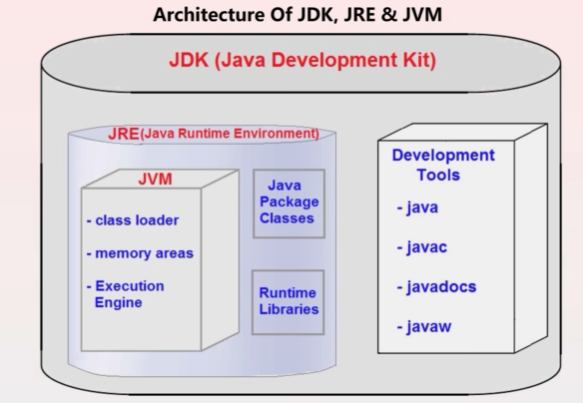 Architecture Of JDK, JRE & JVM
JDK (Java Development Kit)
JRE(Java Runtime Environment)
JVM
- class loader
- memory areas
- Execution
Engine
Java
Package
Classes
Runtime
Libraries
Development
Tools
- java
- javac
- javadocs
- javaw